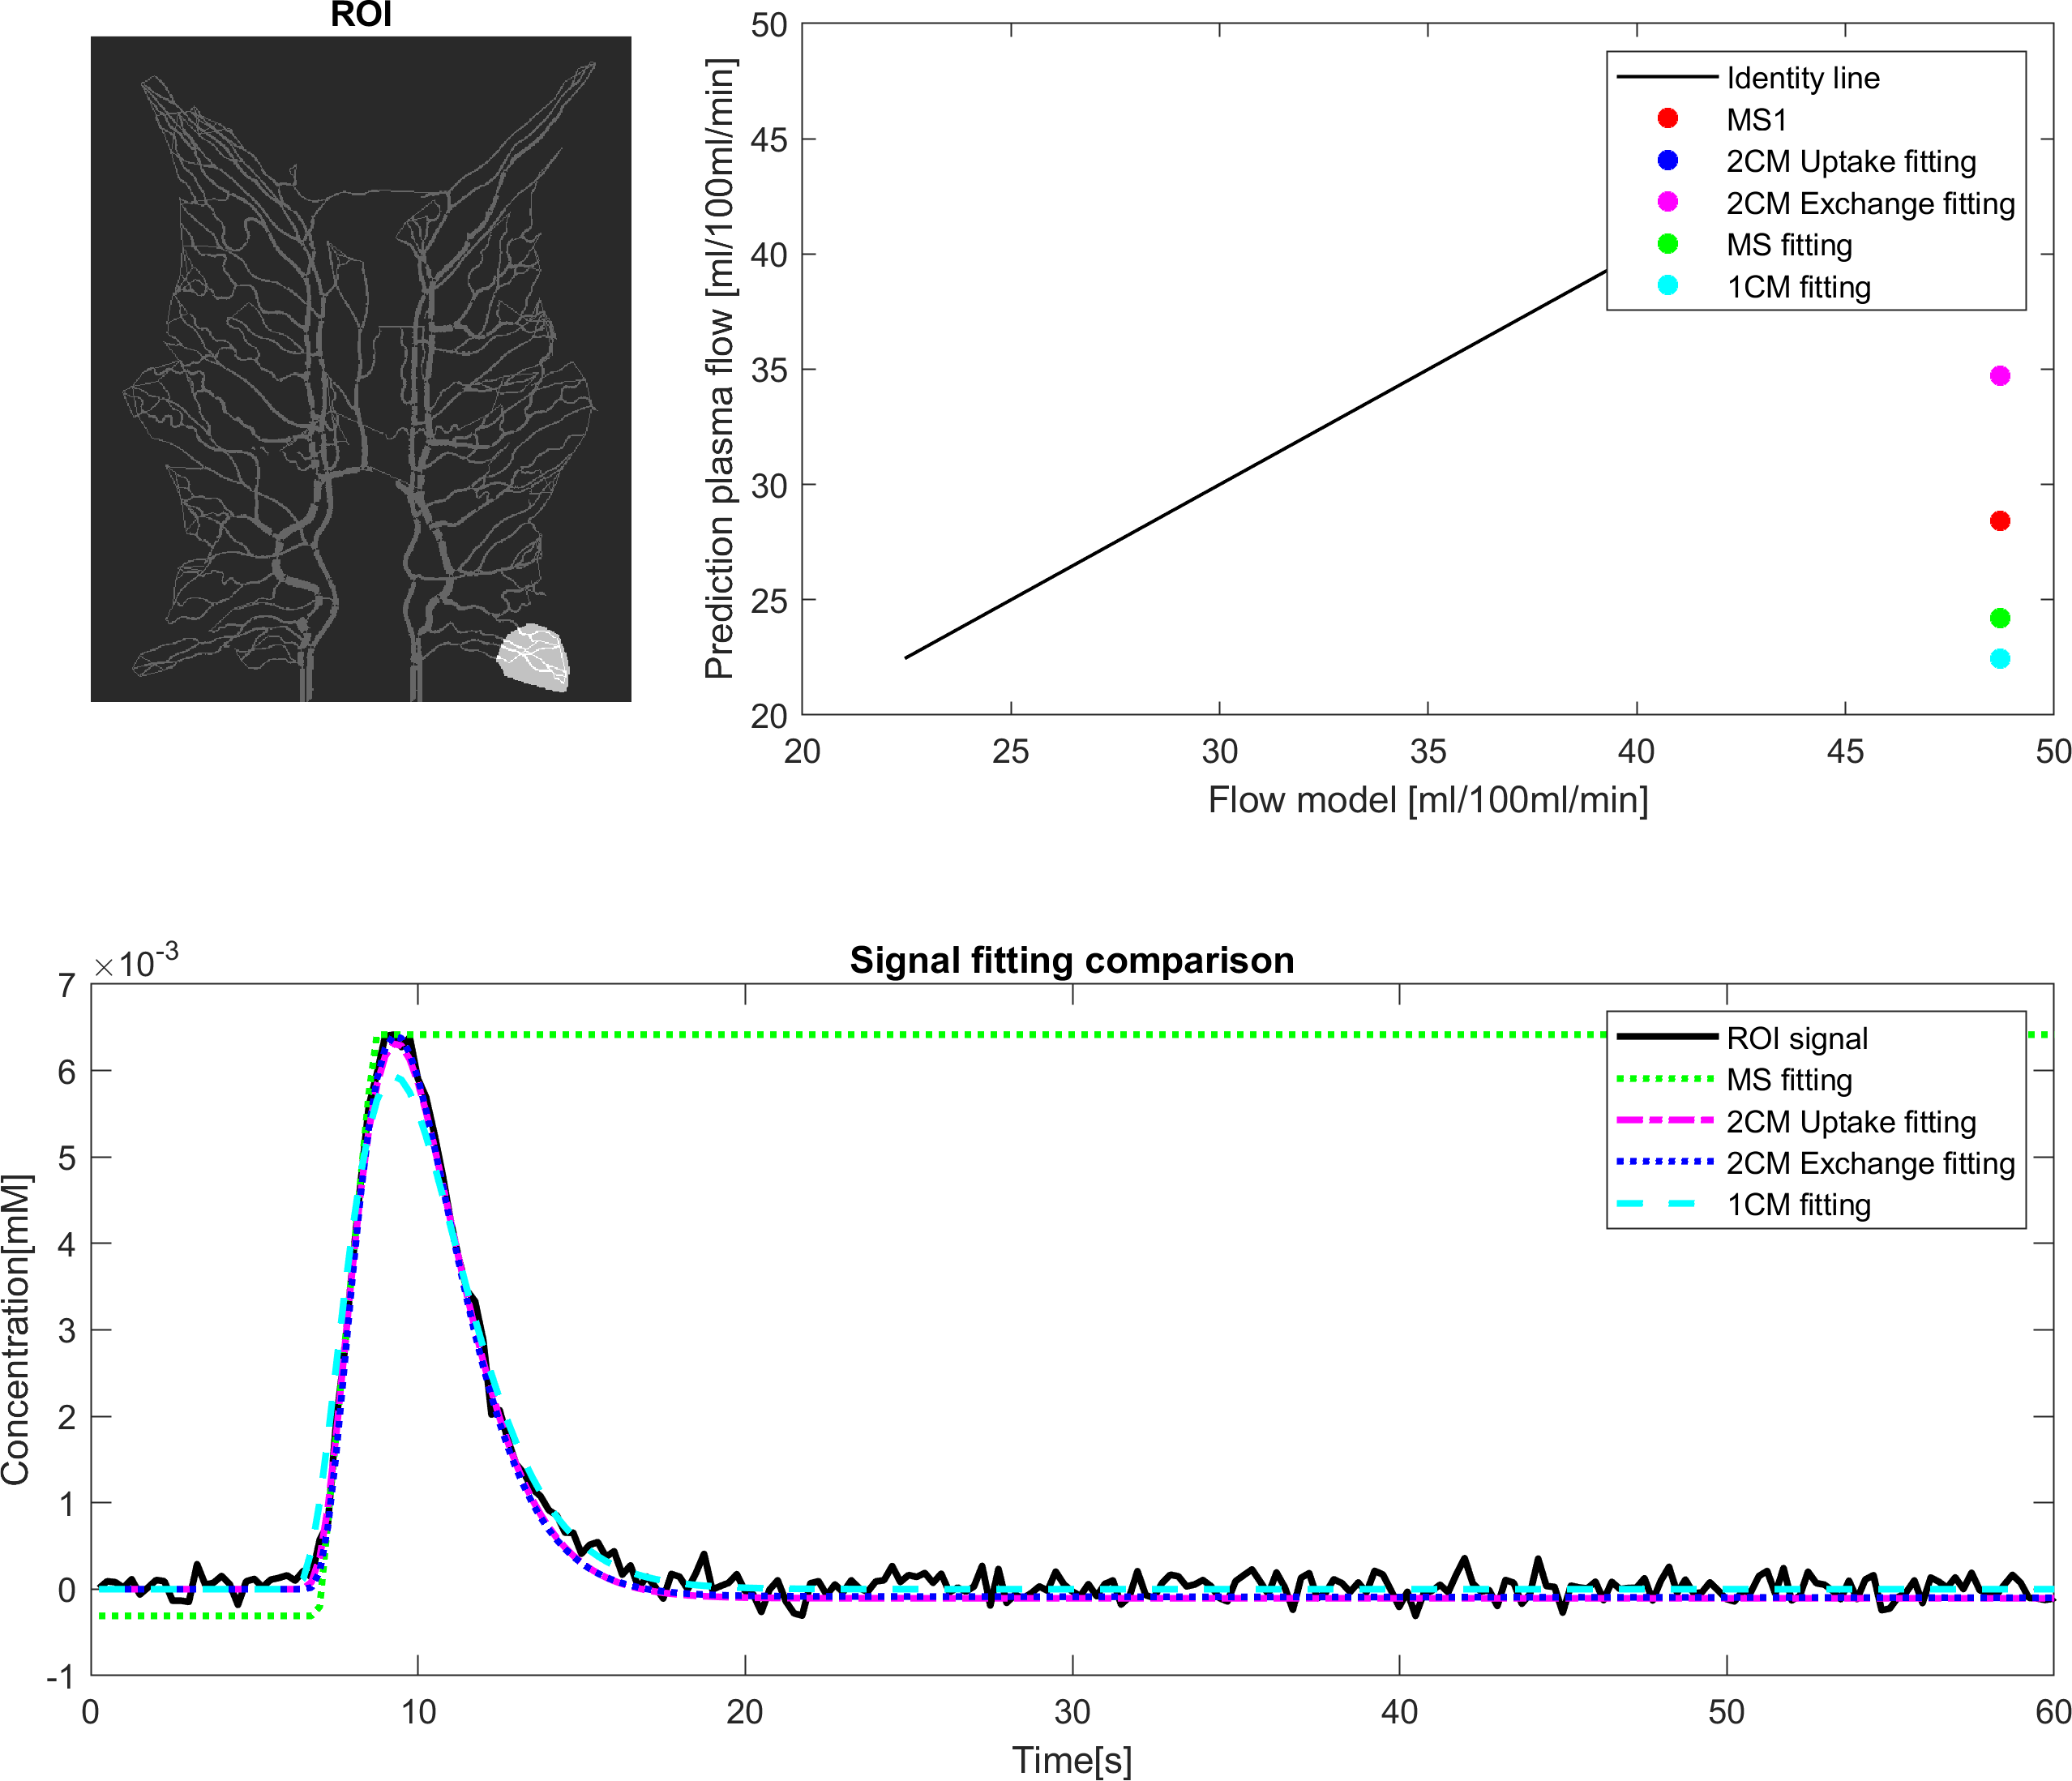 ROI
Prediction plasma flow [ml/100ml/min]
50
45
40
35
30
25
20
20 25 30 35 40 45 50
Flow model [ml/100ml/min]
Identity line
MS1
2CM Uptake fitting
2CM Exchange fitting
MS fitting
1CM fitting
Signal fitting comparison
×10-3
Concentration[mM]
7
6
5
4
3
2
1
0
-1
0 10 20 30 40 50 60
Time[s]
ROI signal
MS fitting
2CM Uptake fitting
2CM Exchange fitting
1CM fitting